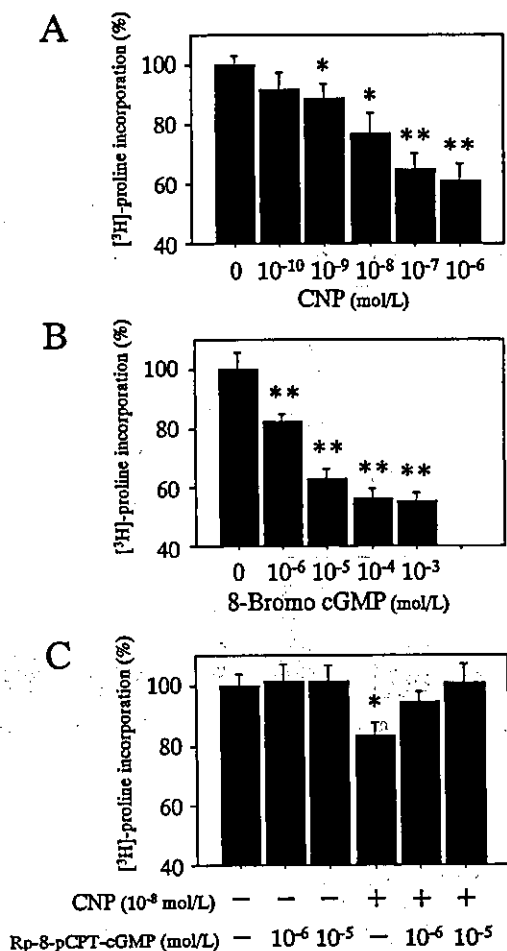 A
[³H]-proline incorporation (%)
100
80
60
40
* * ** **
0 10⁻¹⁰ 10⁻⁹ 10⁻⁸ 10⁻⁷ 10⁻⁶
CNP (mol/L)
B
[³H]-proline incorporation (%)
100
80
60
40
** ** ** **
0 10⁻⁶ 10⁻⁵ 10⁻⁴ 10⁻³
8-Bromo cGMP (mol/L)
C
[³H]-proline incorporation (%)
100
80
60
40
*
CNP (10⁻⁸ mol/L) − − − + + +
Rp-8-pCPT-cGMP (mol/L) − 10⁻⁶ 10⁻⁵ − 10⁻⁶ 10⁻⁵